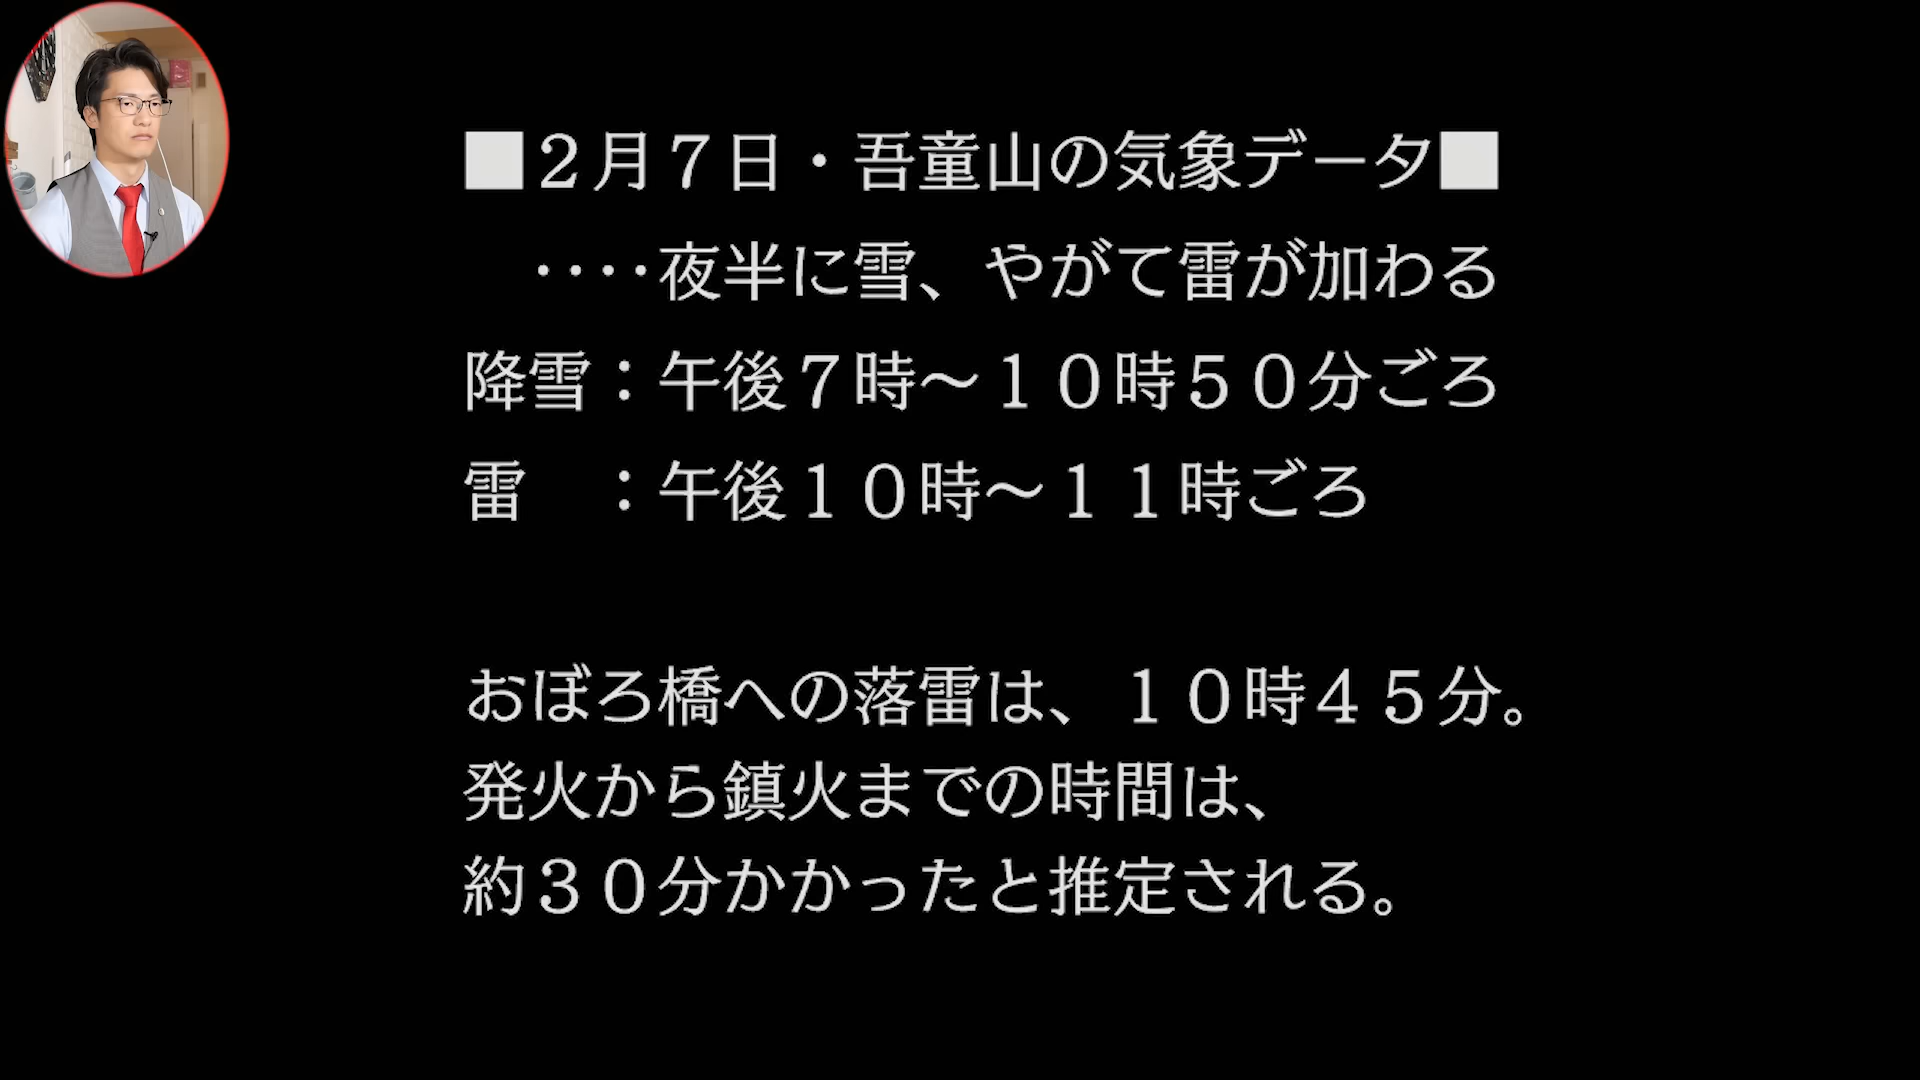 ■２月７日・吾童山の気象データ■
‥‥夜半に雪、やがて雷が加わる
降雪：午後７時～１０時５０分ごろ
雷　：午後１０時～１１時ごろ
おぼろ橋への落雷は、１０時４５分。
発火から鎮火までの時間は、
約３０分かかったと推定される。